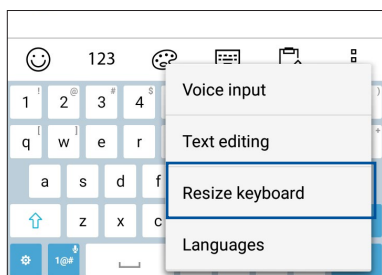 123
Voice input
Text editing
Resize keyboard
Languages
! @ # $ )
1 2 3 4
[ ] +
q w e r
a s d f
z x c
1@#